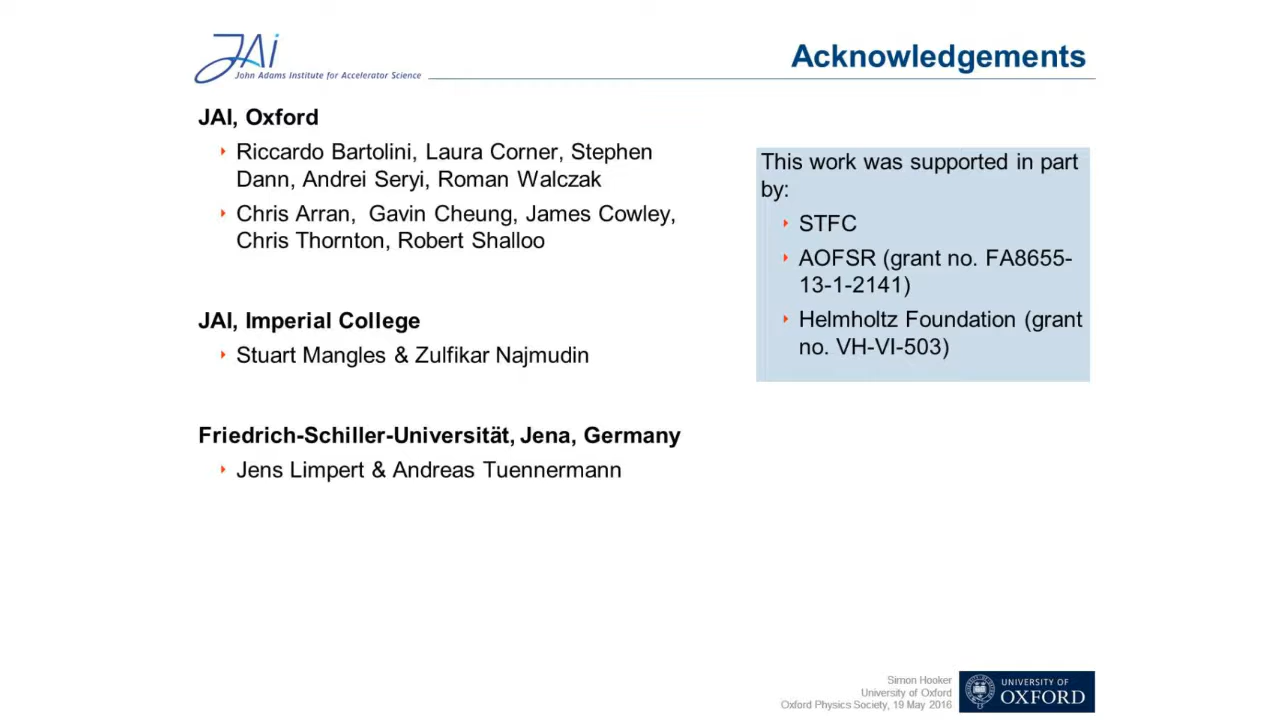 JAi
John Adams Institute for Accelerator Science
Acknowledgements
JAI, Oxford
Riccardo Bartolini, Laura Corner, Stephen
Dann, Andrei Seryi, Roman Walczak
Chris Arran,  Gavin Cheung, James Cowley,
Chris Thornton, Robert Shalloo
JAI, Imperial College
Stuart Mangles & Zulfikar Najmudin
Friedrich-Schiller-Universität, Jena, Germany
Jens Limpert & Andreas Tuennermann
This work was supported in part
by:
STFC
AOFSR (grant no. FA8655-
13-1-2141)
Helmholtz Foundation (grant
no. VH-VI-503)
Simon Hooker
University of Oxford
Oxford Physics Society, 19 May 2016
UNIVERSITY OF
OXFORD